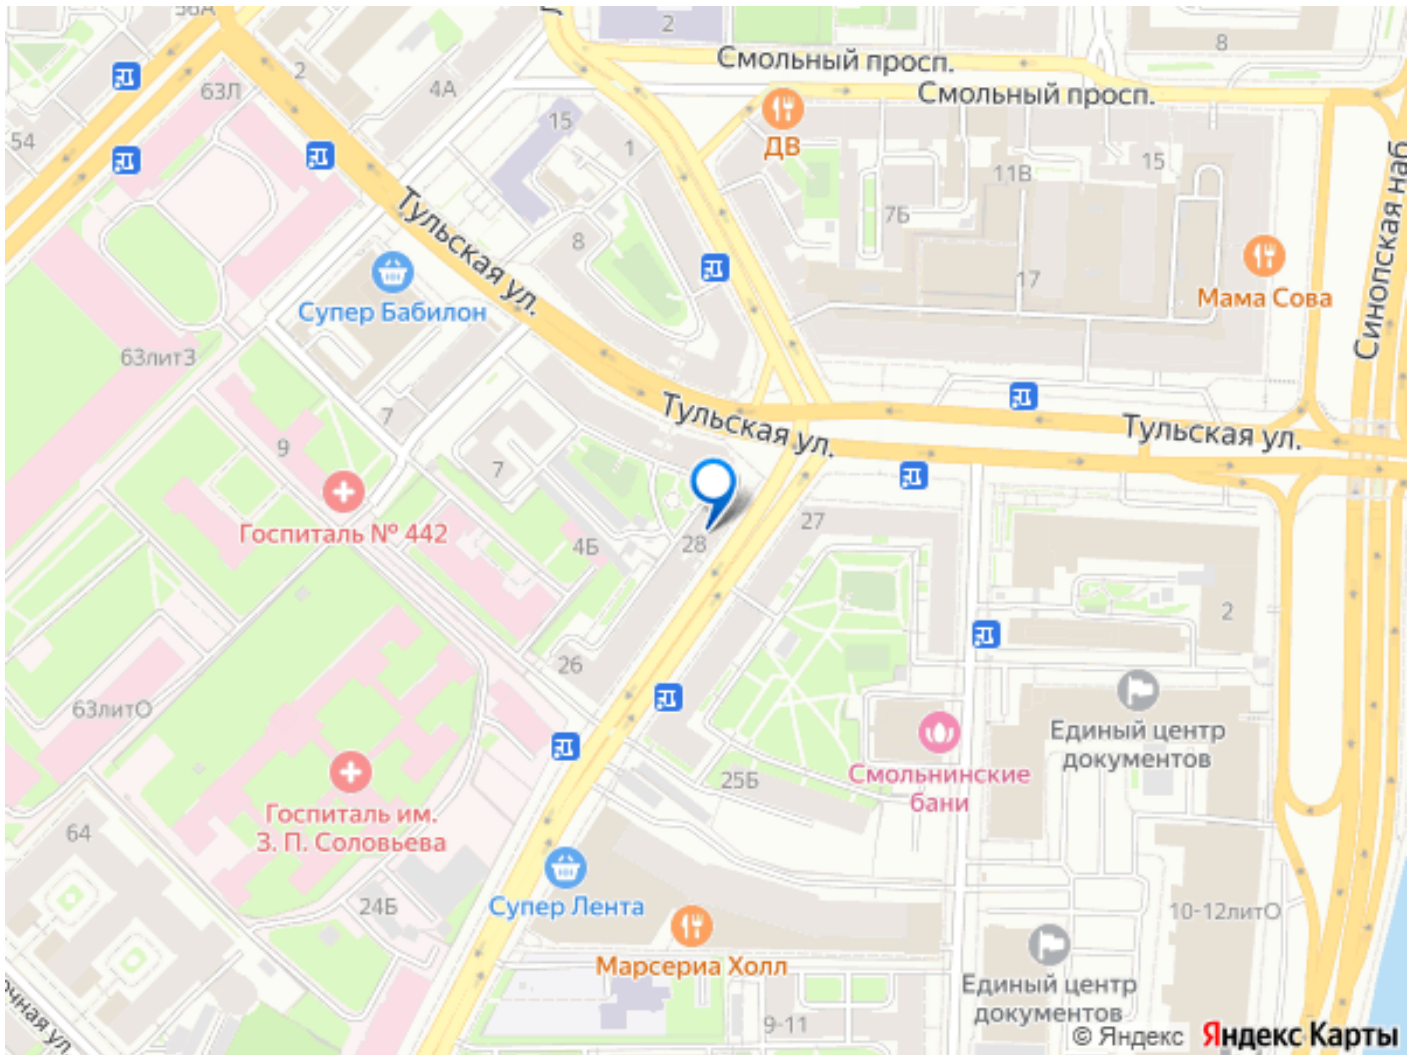 56А
2
8
Смольный просп.
Смольный просп.
2
63Л
4А
15
1
ДВ
54
11В
15
7Б
Тульская ул.
8
Синопская наб
17
Мама Сова
Супер Бабилон
63литЗ
7
Тульская ул.
Тульская ул.
9
7
Госпиталь № 442
27
28
4Б
2
26
63литО
Единый центр
документов
Смольнинские
бани
25Б
Госпиталь им.
З. П. Соловьева
64
24Б
Супер Лента
10-12литО
Марсериа Холл
Единый центр
документов
9-11
чная ул
© Яндекс Яндекс Карты